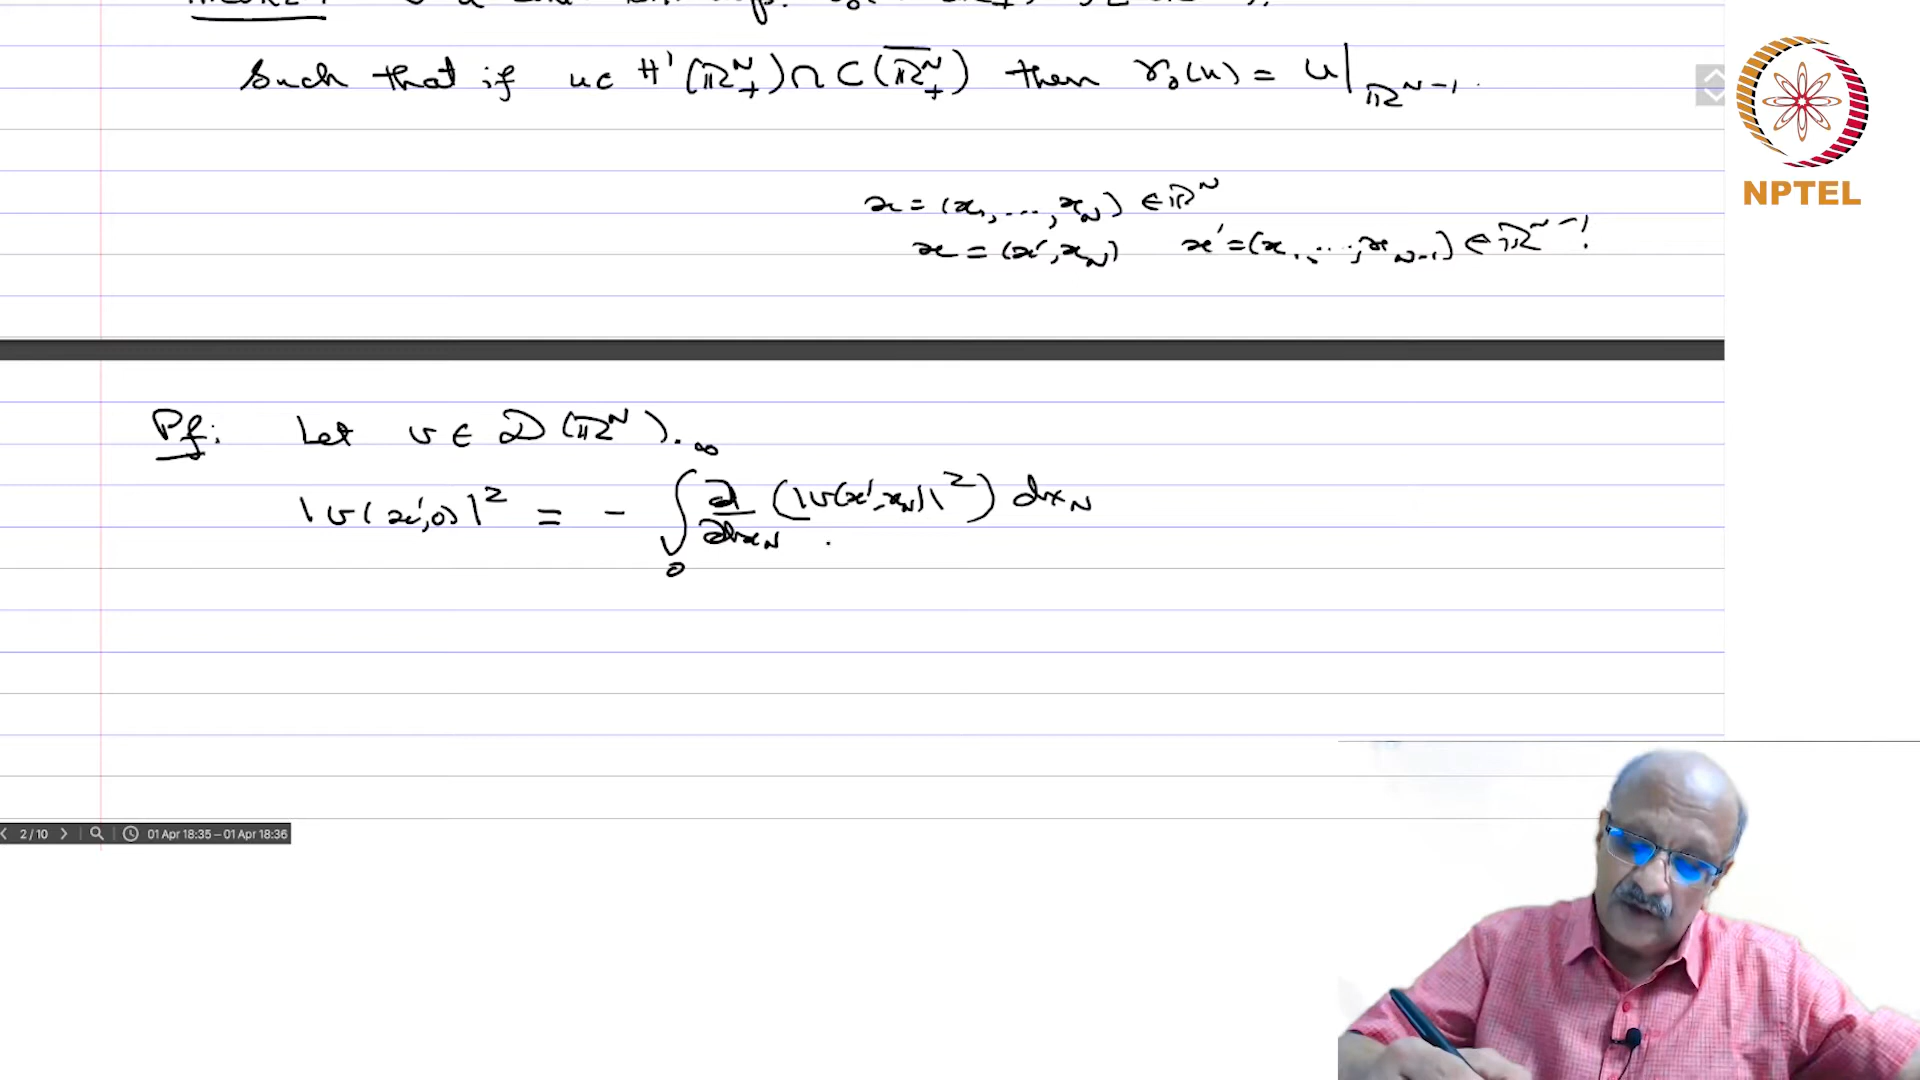 Such that if u ∈ H¹(ℝᴺ₊) ∩ C(ℝ̅ᴺ₊) then γ₀(u) = u|_ℝᴺ⁻¹.
NPTEL
x = (x₁, ..., x_N) ∈ ℝᴺ
x = (x', x_N) x' = (x₁, ..., x_{N-1}) ∈ ℝᴺ⁻¹.
Pf: Let v ∈ 𝒟(ℝᴺ).
|v(x',0)|² = - ∫₀^∞ ∂/∂x_N (|v(x', x_N)|²) dx_N
2/10 01 Apr 18:35 – 01 Apr 18:36